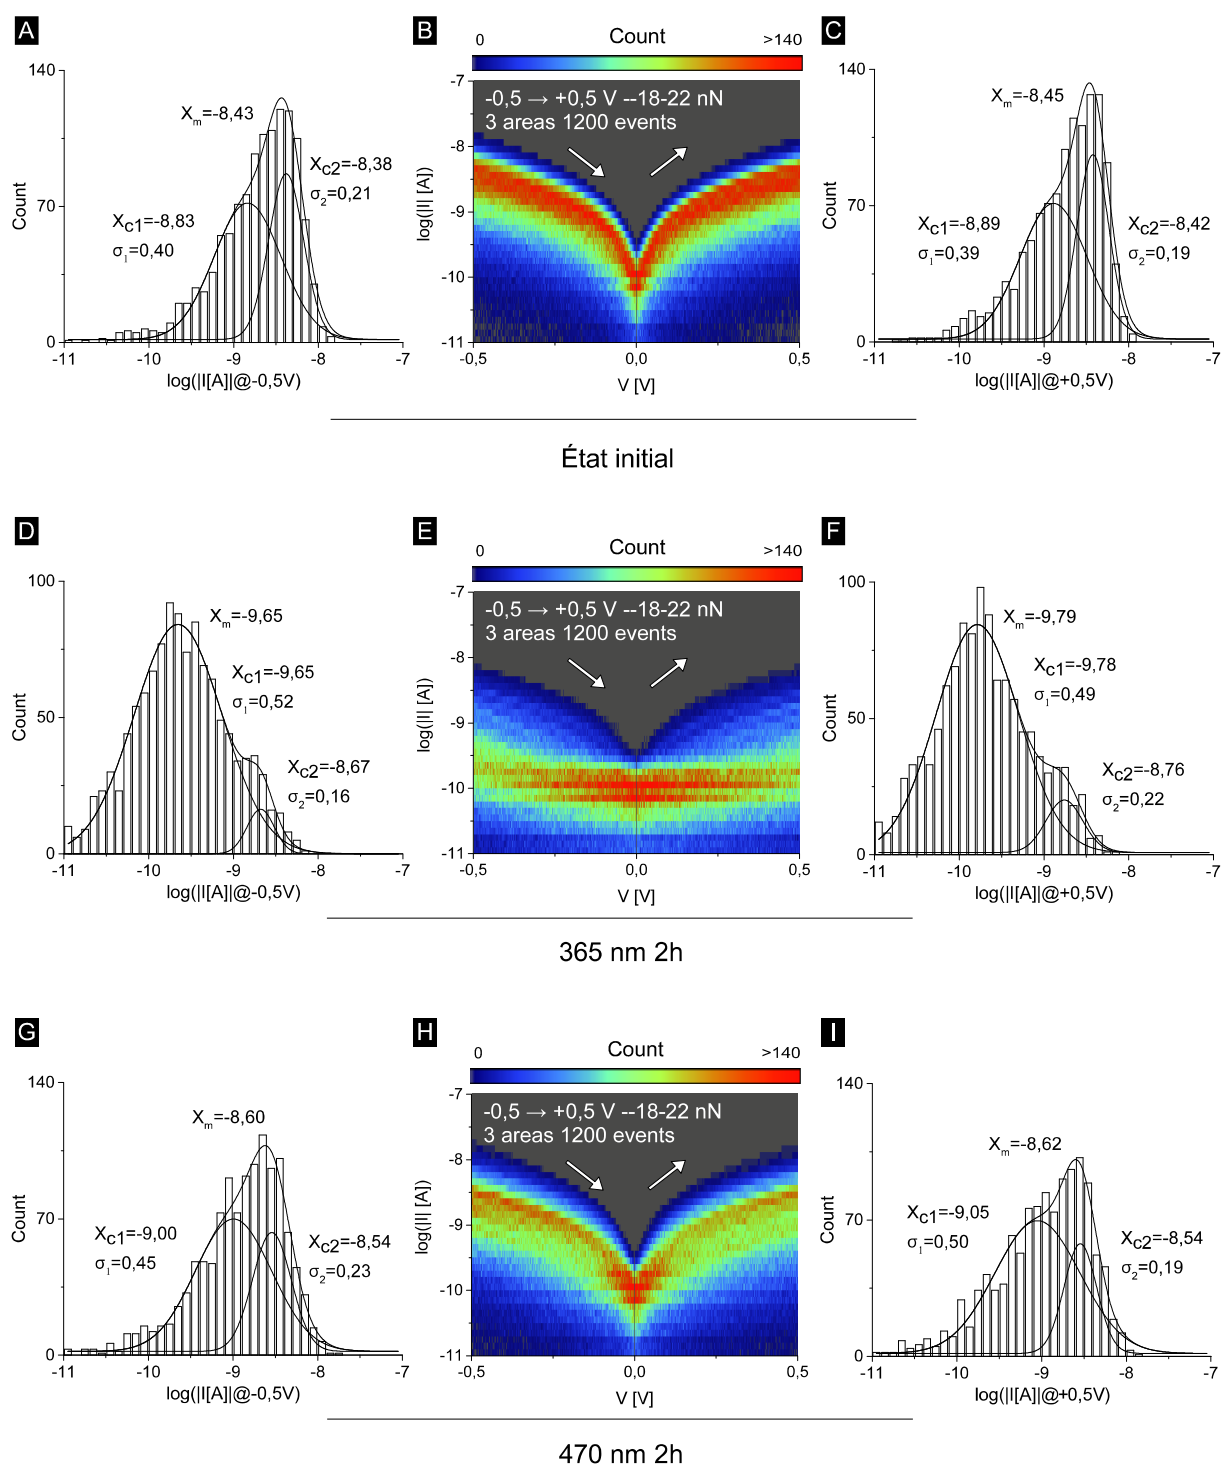 A
B
C
Count
0
>140
140
70
0
Count
X_m=-8,43
X_c1=-8,83
σ_1=0,40
X_c2=-8,38
σ_2=0,21
-11
-10
-9
-8
-7
log(|I[A]|@-0,5V)
-0,5 → +0,5 V --18-22 nN
3 areas 1200 events
log(|I| [A])
-7
-8
-9
-10
-11
-0,5
0,0
0,5
V [V]
140
70
0
Count
X_m=-8,45
X_c1=-8,89
σ_1=0,39
X_c2=-8,42
σ_2=0,19
-11
-10
-9
-8
-7
log(|I[A]|@+0,5V)
État initial
D
E
F
Count
0
>140
100
50
0
Count
X_m=-9,65
X_c1=-9,65
σ_1=0,52
X_c2=-8,67
σ_2=0,16
-11
-10
-9
-8
-7
log(|I[A]|@-0,5V)
-0,5 → +0,5 V --18-22 nN
3 areas 1200 events
log(|I| [A])
-7
-8
-9
-10
-11
-0,5
0,0
0,5
V [V]
100
50
0
Count
X_m=-9,79
X_c1=-9,78
σ_1=0,49
X_c2=-8,76
σ_2=0,22
-11
-10
-9
-8
-7
log(|I[A]|@+0,5V)
365 nm 2h
G
H
I
Count
0
>140
140
70
0
Count
X_m=-8,60
X_c1=-9,00
σ_1=0,45
X_c2=-8,54
σ_2=0,23
-11
-10
-9
-8
-7
log(|I[A]|@-0,5V)
-0,5 → +0,5 V --18-22 nN
3 areas 1200 events
log(|I| [A])
-7
-8
-9
-10
-11
-0,5
0,0
0,5
V [V]
140
70
0
Count
X_m=-8,62
X_c1=-9,05
σ_1=0,50
X_c2=-8,54
σ_2=0,19
-11
-10
-9
-8
-7
log(|I[A]|@+0,5V)
470 nm 2h